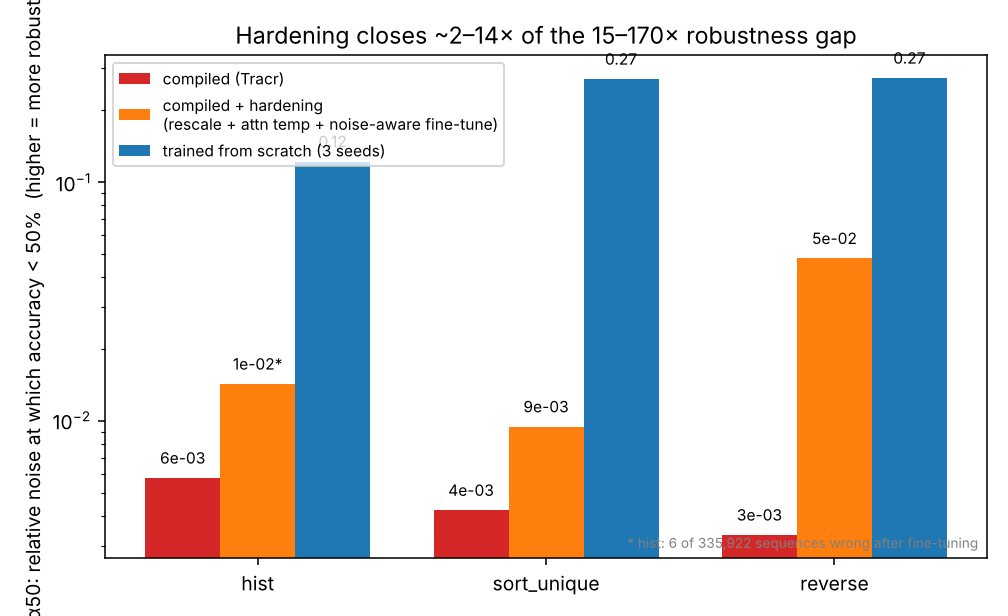 Hardening closes ~2–14× of the 15–170× robustness gap
α50: relative noise at which accuracy < 50% (higher = more robust
compiled (Tracr)
compiled + hardening
(rescale + attn temp + noise-aware fine-tune)
trained from scratch (3 seeds)
10⁻¹
10⁻²
6e-03
1e-02*
0.12
4e-03
9e-03
0.27
3e-03
5e-02
0.27
* hist: 6 of 335,922 sequences wrong after fine-tuning
hist
sort_unique
reverse